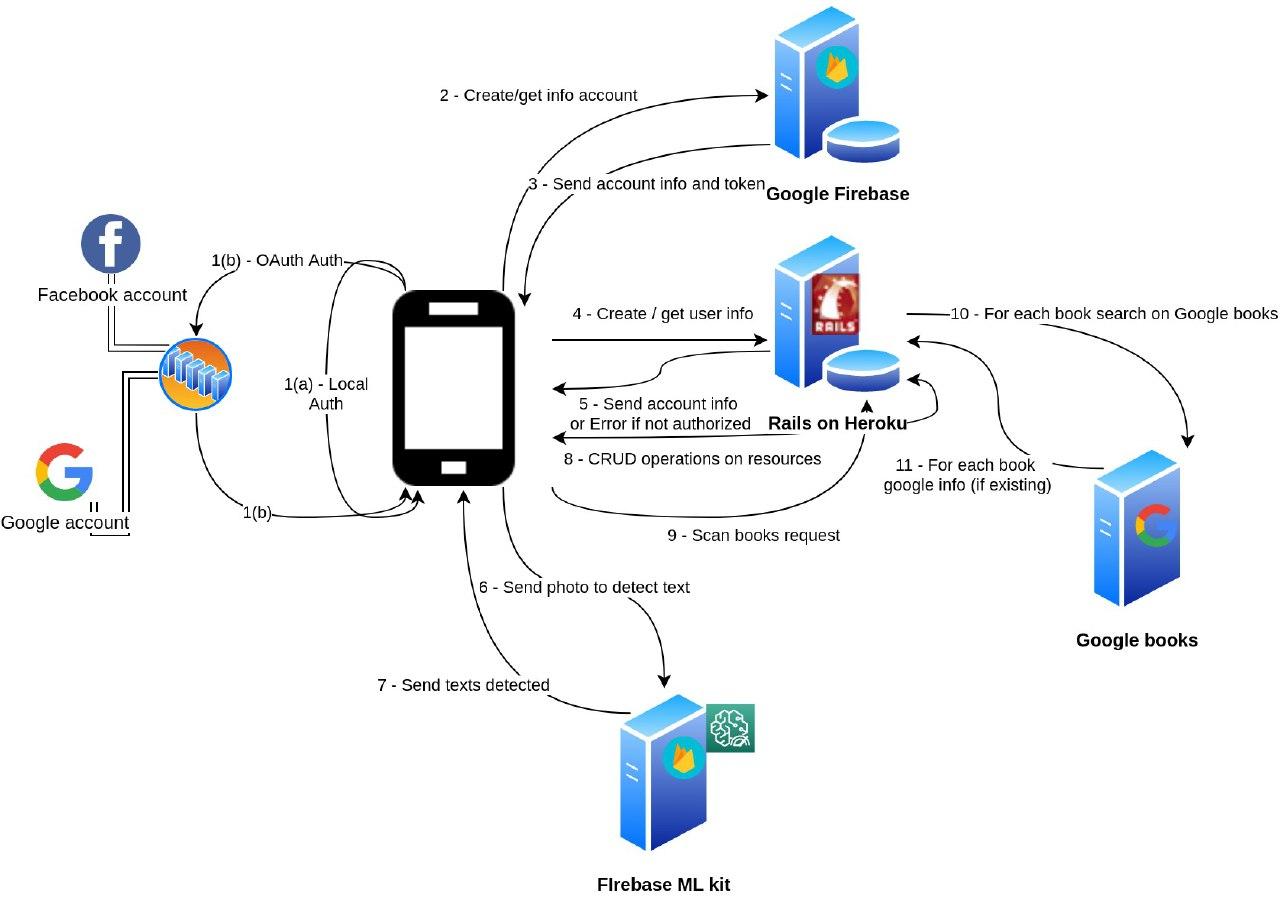 2 - Create/get info account
3 - Send account info and token
Google Firebase
1(b) - OAuth Auth
Facebook account
4 - Create / get user info
RAILS
10 - For each book search on Google books
1(a) - Local
Auth
5 - Send account info
or Error if not authorized
Rails on Heroku
8 - CRUD operations on resources
11 - For each book
google info (if existing)
Google account
1(b)
9 - Scan books request
6 - Send photo to detect text
Google books
7 - Send texts detected
FIrebase ML kit